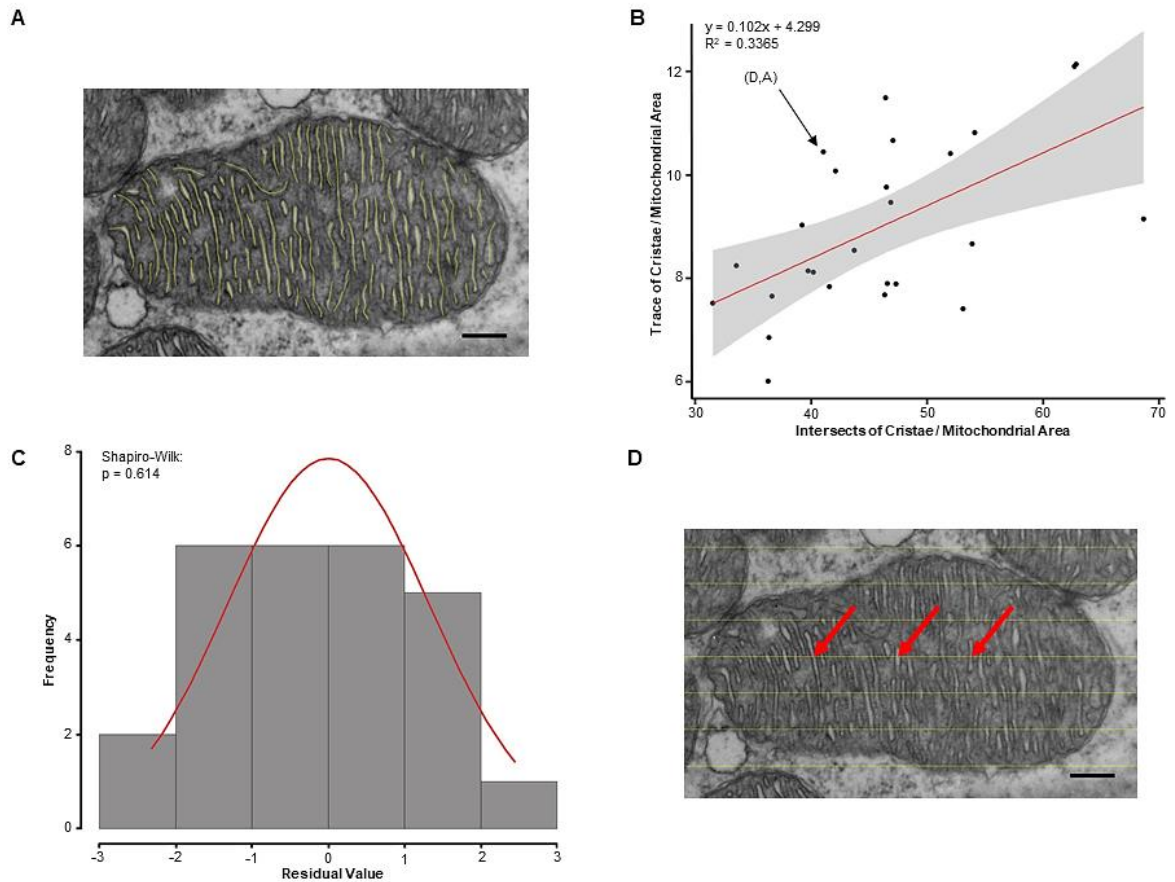 A
B
y = 0.102x + 4.299
R² = 0.3365
(D,A)
12
10
8
6
Trace of Cristae / Mitochondrial Area
30
40
50
60
70
Intersects of Cristae / Mitochondrial Area
C
Shapiro-Wilk:
p = 0.614
8
6
4
2
0
Frequency
-3
-2
-1
0
1
2
3
Residual Value
D